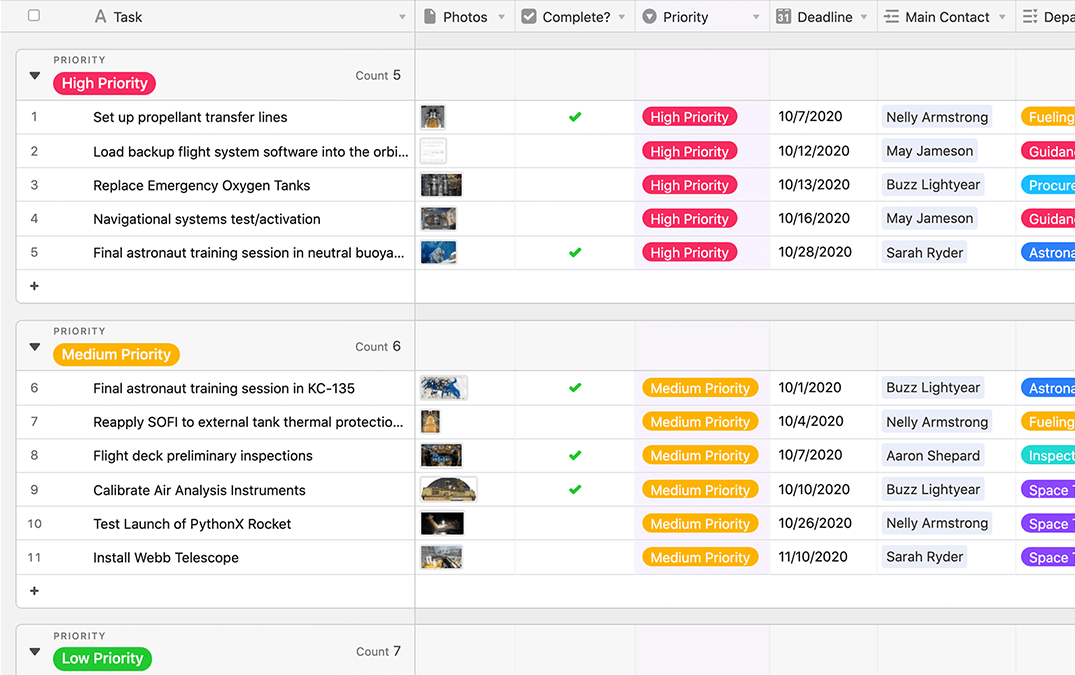 Task Photos Complete? Priority 31 Deadline Main Contact Depa
PRIORITY
High Priority Count 5
1 Set up propellant transfer lines High Priority 10/7/2020 Nelly Armstrong Fueling
2 Load backup flight system software into the orbi... High Priority 10/12/2020 May Jameson Guidan
3 Replace Emergency Oxygen Tanks High Priority 10/13/2020 Buzz Lightyear Procure
4 Navigational systems test/activation High Priority 10/16/2020 May Jameson Guidan
5 Final astronaut training session in neutral buoya... High Priority 10/28/2020 Sarah Ryder Astrona
+
PRIORITY
Medium Priority Count 6
6 Final astronaut training session in KC-135 Medium Priority 10/1/2020 Buzz Lightyear Astrona
7 Reapply SOFI to external tank thermal protectio... Medium Priority 10/4/2020 Nelly Armstrong Fueling
8 Flight deck preliminary inspections Medium Priority 10/7/2020 Aaron Shepard Inspect
9 Calibrate Air Analysis Instruments Medium Priority 10/10/2020 Buzz Lightyear Space T
10 Test Launch of PythonX Rocket Medium Priority 10/26/2020 Nelly Armstrong Space T
11 Install Webb Telescope Medium Priority 11/10/2020 Sarah Ryder Space T
+
PRIORITY
Low Priority Count 7